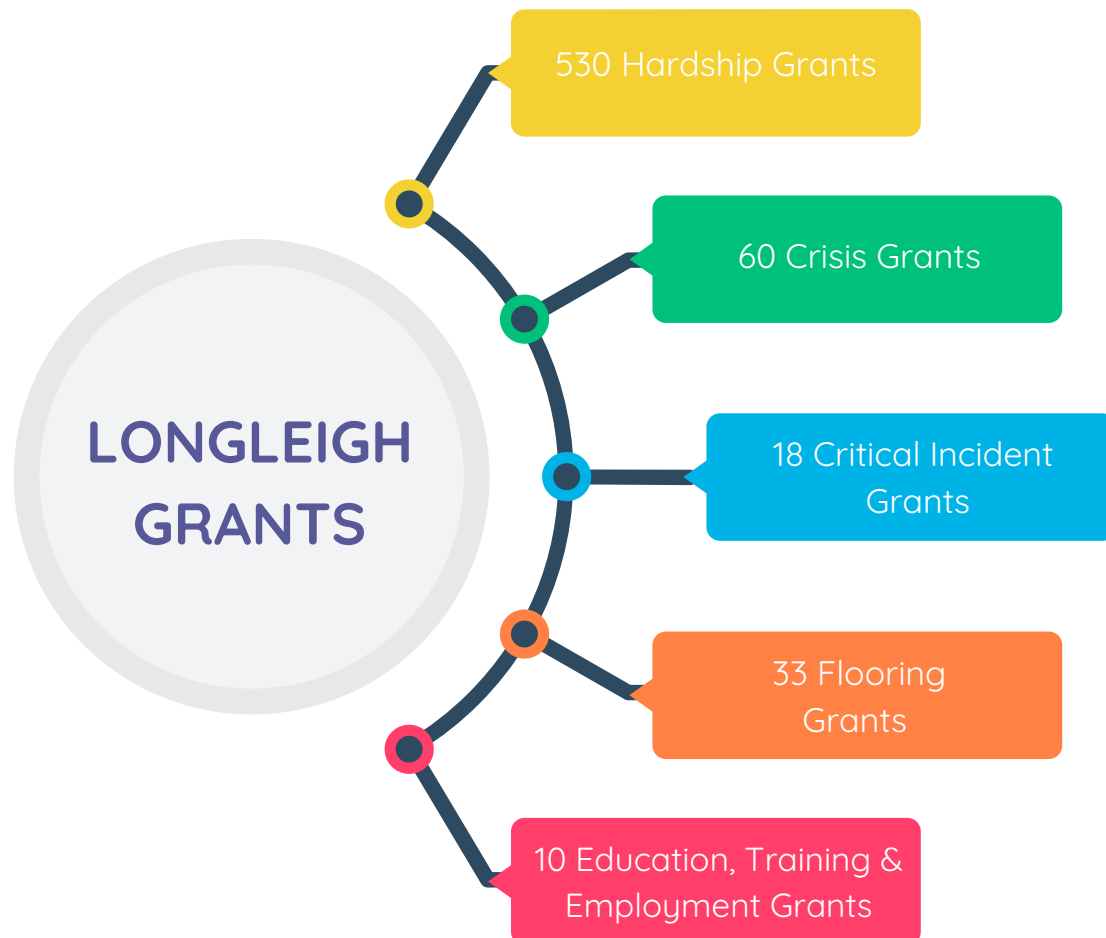 LONGLEIGH
GRANTS
530 Hardship Grants
60 Crisis Grants
18 Critical Incident
Grants
33 Flooring
Grants
10 Education, Training &
Employment Grants